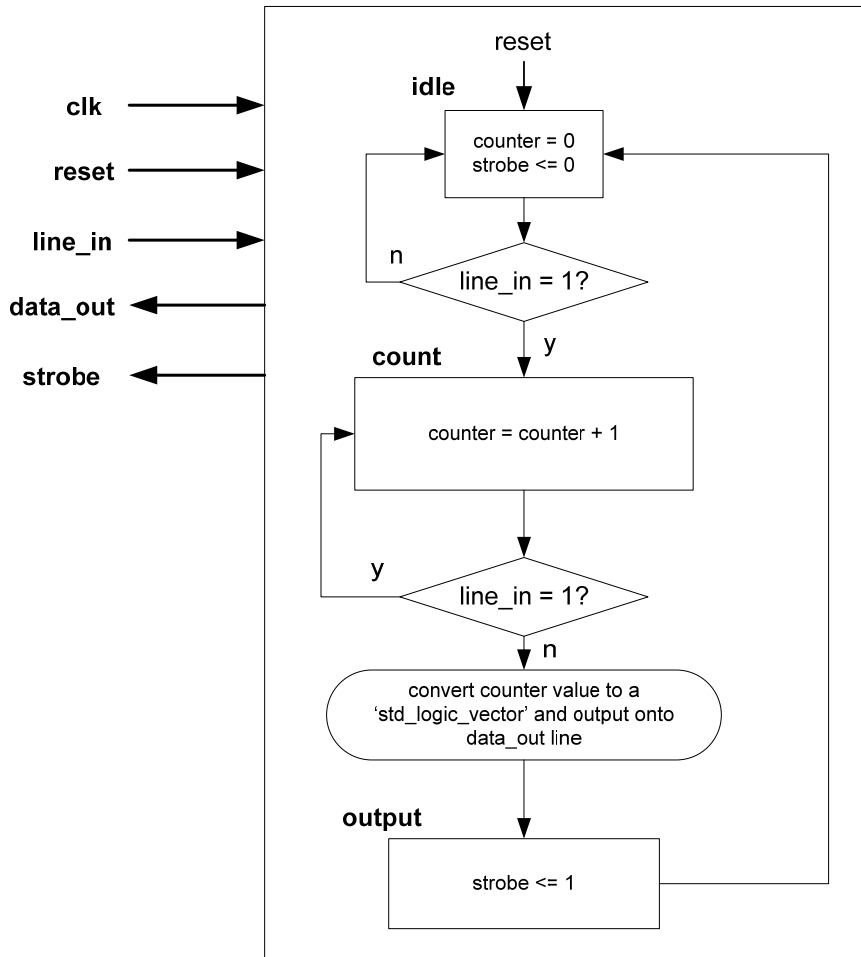 clk
reset
line_in
data_out
strobe
reset
idle
counter = 0
strobe <= 0
n
line_in = 1?
y
count
counter = counter + 1
y
line_in = 1?
n
convert counter value to a
‘std_logic_vector’ and output onto
data_out line
output
strobe <= 1